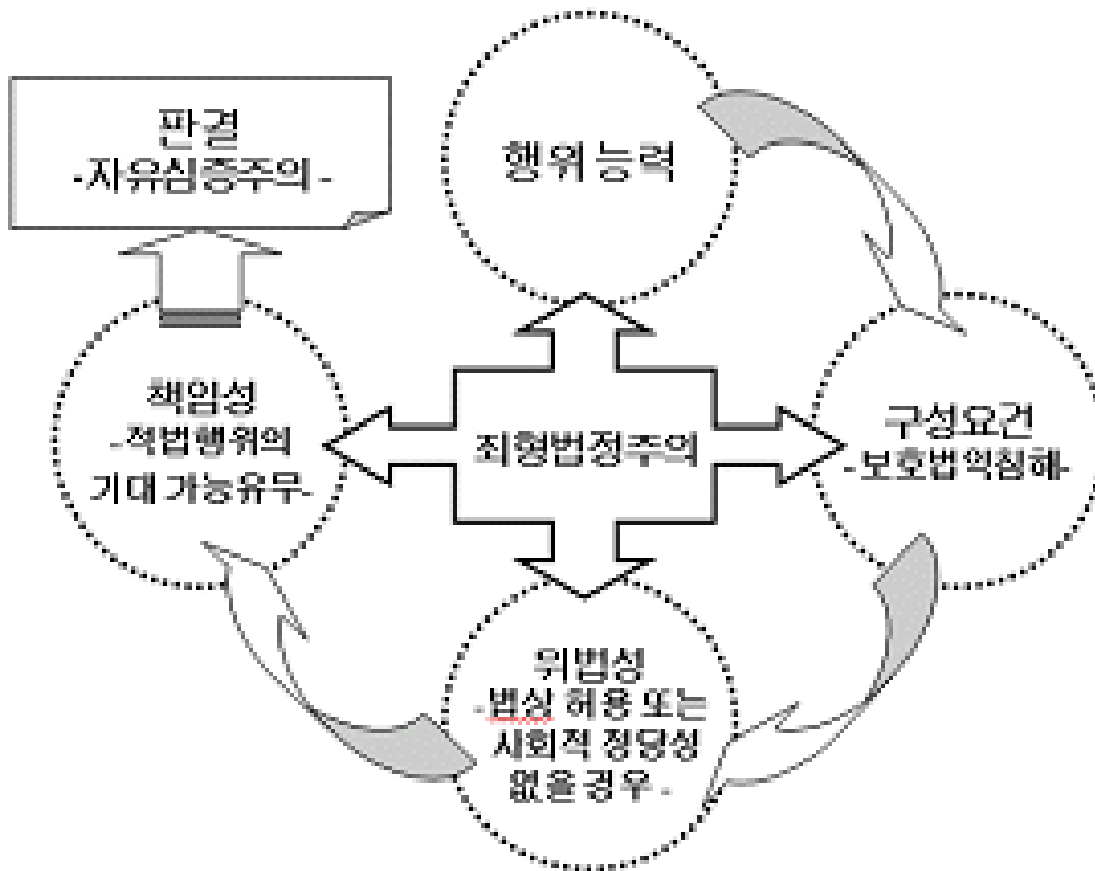 판결
-자유심증주의-
행위 능력
책임성
-적법행위의
기대 가능유무-
죄형법정주의
구성요건
-보호법익침해-
위법성
-법상 허용 또는
사회적 정당성
없을 경우-